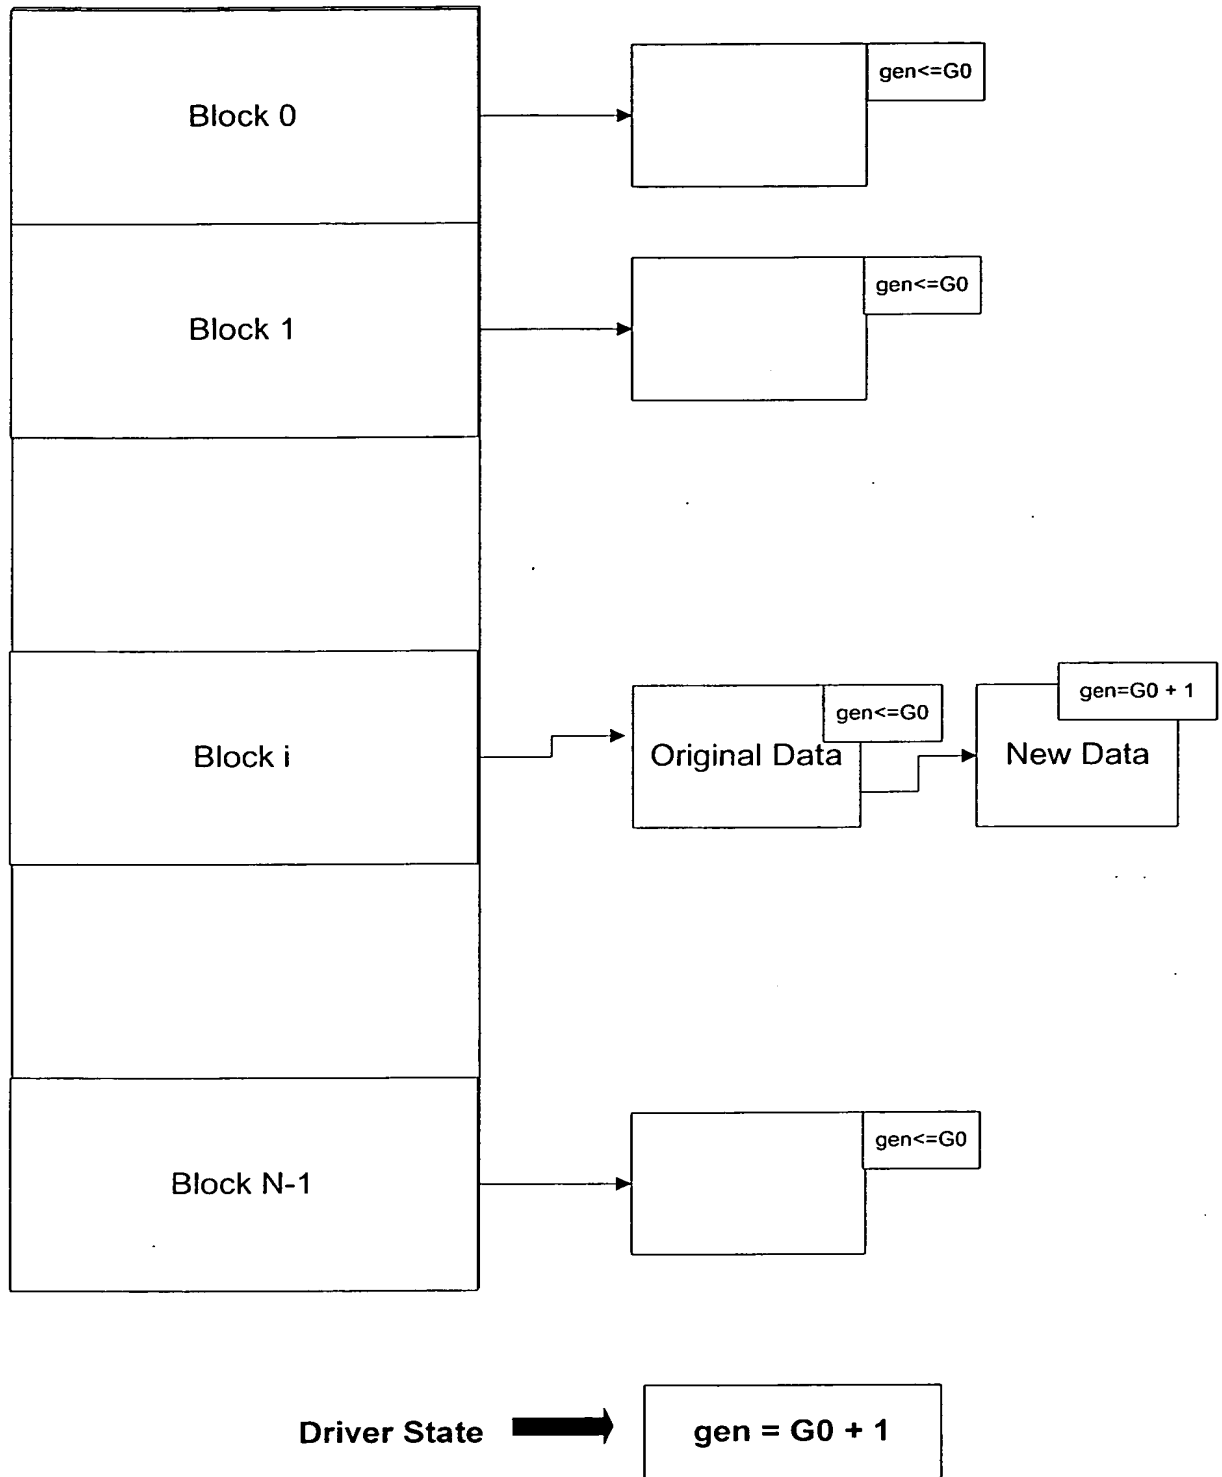 Block 0
gen<=G0
Block 1
gen<=G0
Block i
Original Data
gen<=G0
New Data
gen=G0 + 1
Block N-1
gen<=G0
Driver State
gen = G0 + 1